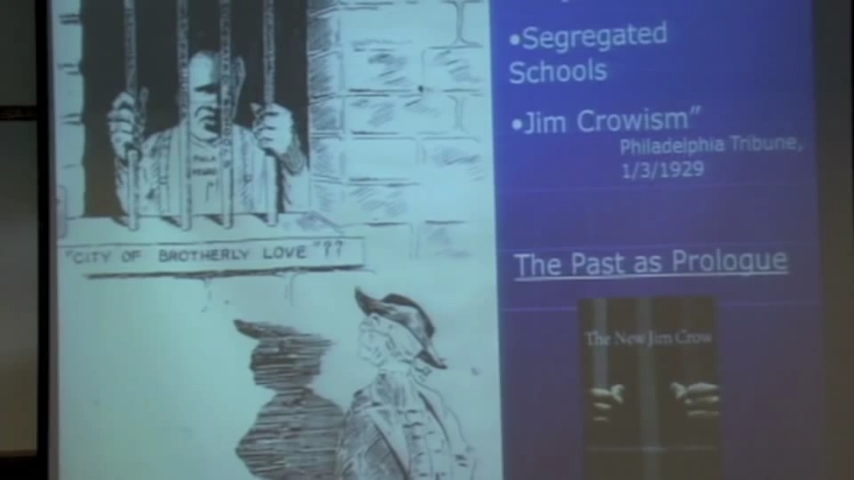 •Segregated
Schools
•Jim Crowism”
Philadelphia Tribune,
1/3/1929
"CITY OF BROTHERLY LOVE"??
The Past as Prologue
The New Jim Crow